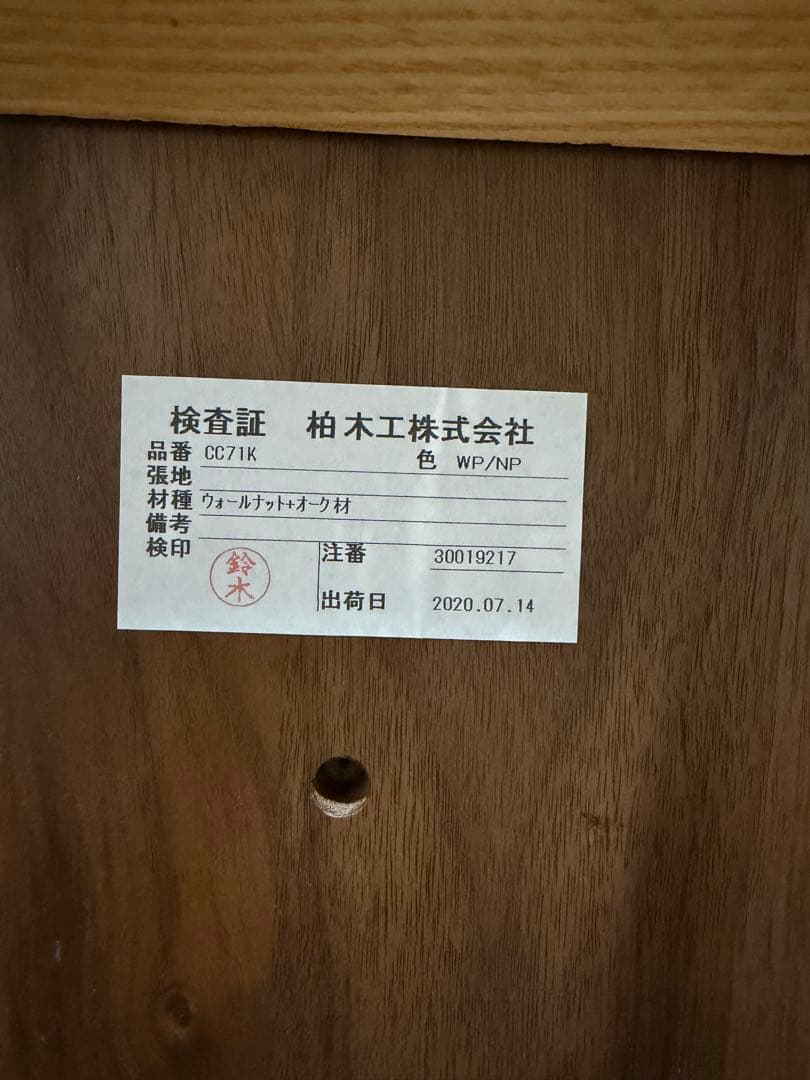 検査証 柏木工株式会社
品番 CC71K 色 WP/NP
張地
材種 ウォールナット+オーク材
備考
検印 鈴木 注番 30019217
出荷日 2020.07.14